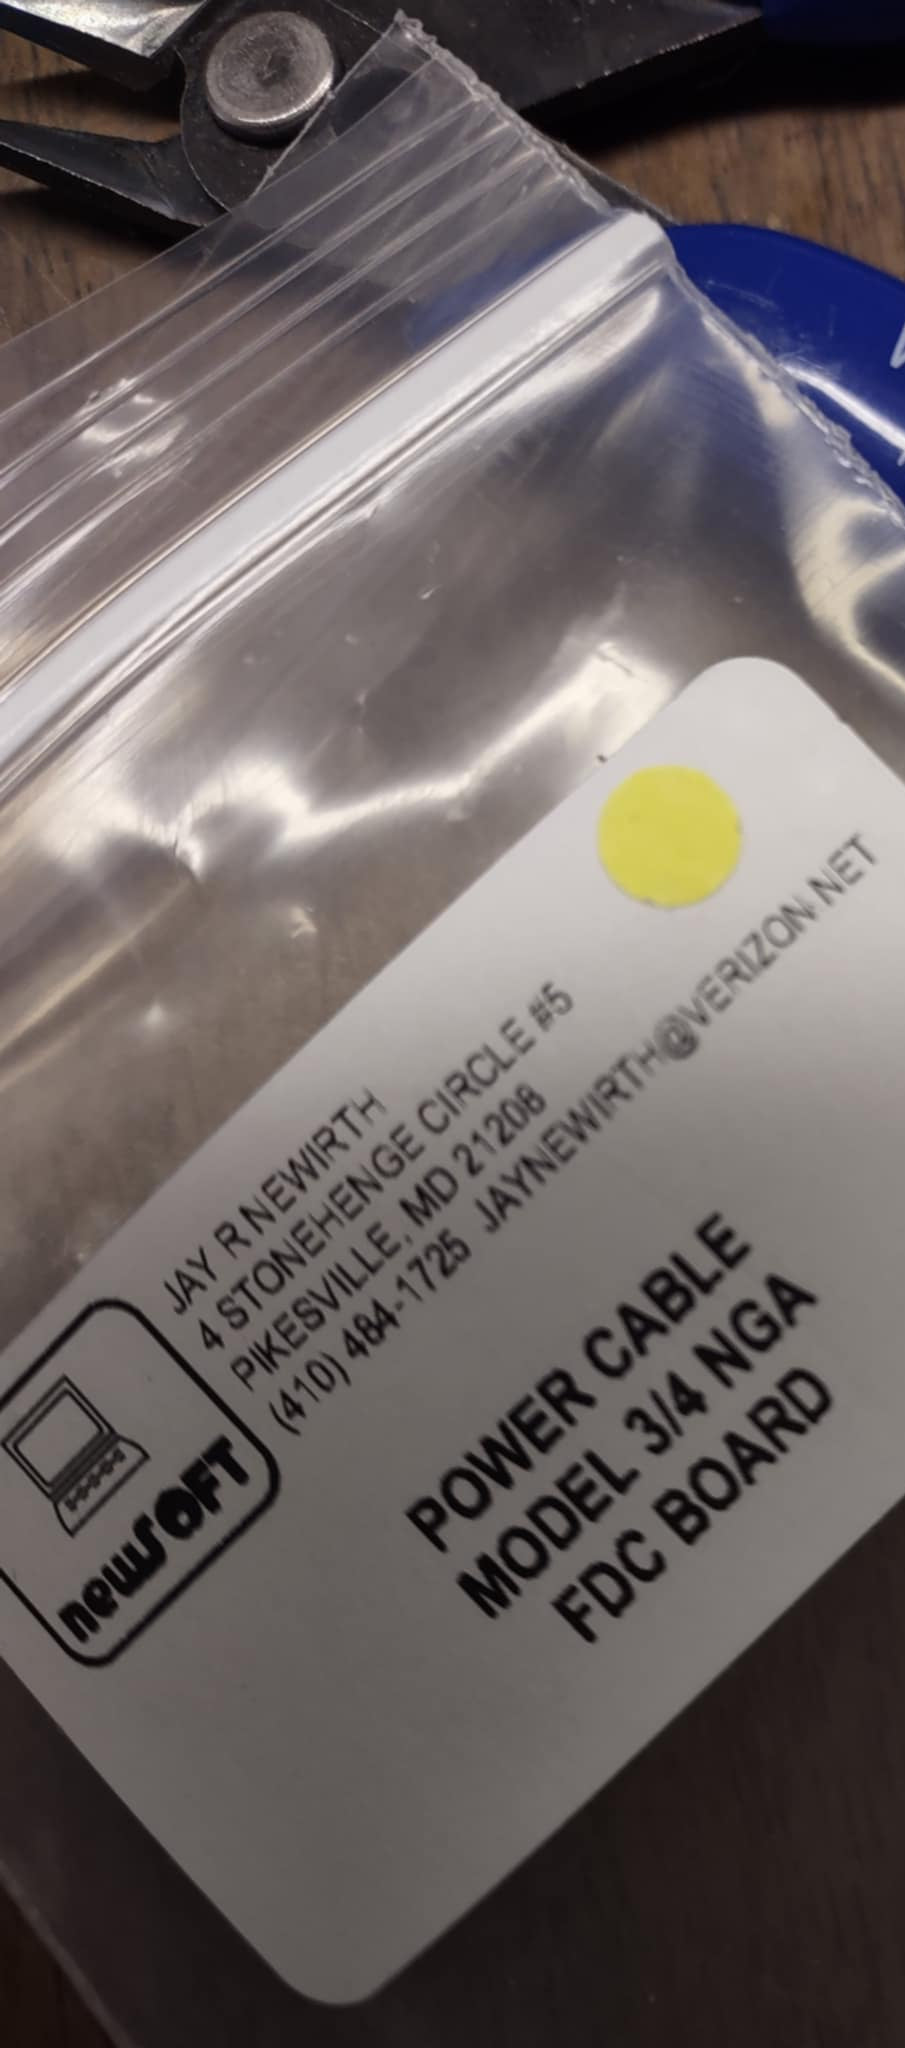 JAY R NEWIRTH
4 STONEHENGE CIRCLE #5
PIKESVILLE, MD 21208
(410) 484-1725 JAYNEWIRTH@VERIZON.NET
newSOFT
POWER CABLE
MODEL 3/4 NGA
FDC BOARD